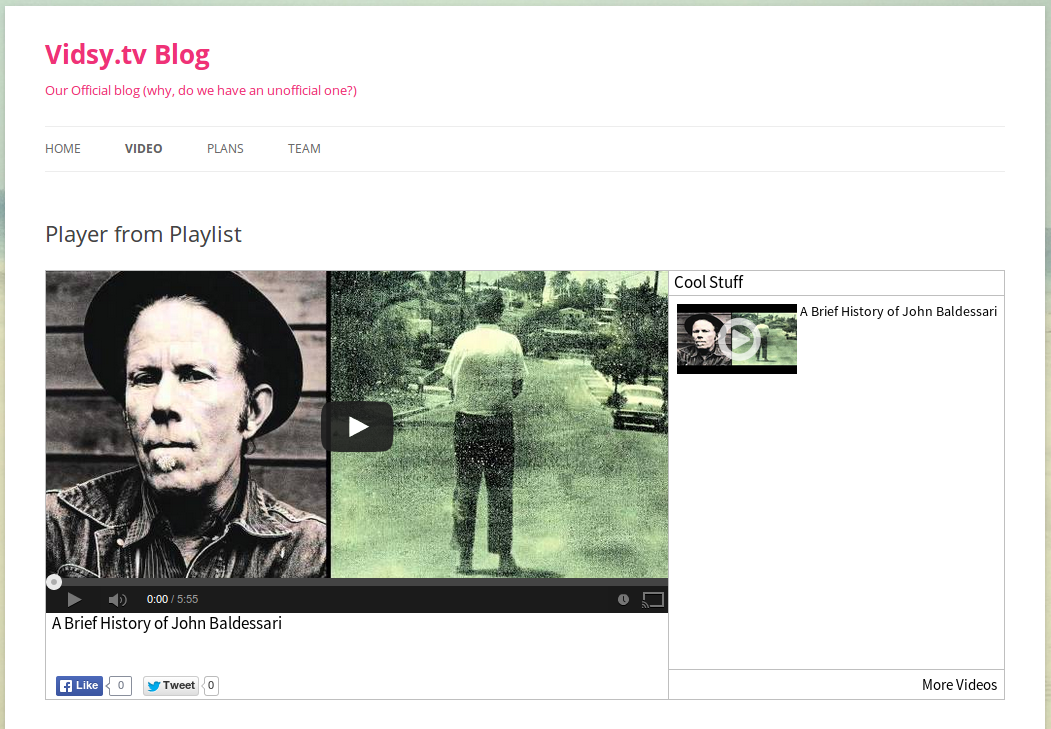 Vidsy.tv Blog
Our Official blog (why, do we have an unofficial one?)
HOME VIDEO PLANS TEAM
Player from Playlist
Cool Stuff
A Brief History of John Baldessari
0:00 / 5:55
A Brief History of John Baldessari
Like 0 Tweet 0
More Videos